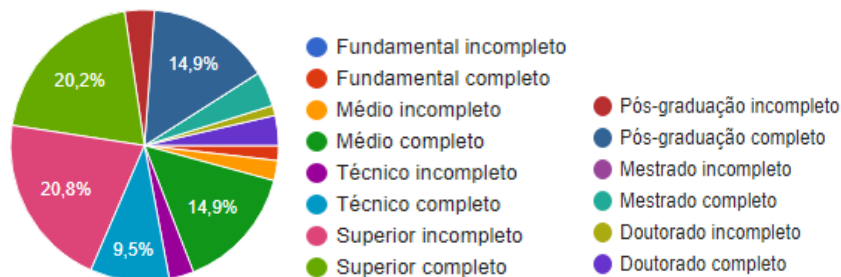 14,9%
20,2%
20,8%
14,9%
9,5%
Fundamental incompleto
Fundamental completo
Médio incompleto
Médio completo
Técnico incompleto
Técnico completo
Superior incompleto
Superior completo
Pós-graduação incompleto
Pós-graduação completo
Mestrado incompleto
Mestrado completo
Doutorado incompleto
Doutorado completo